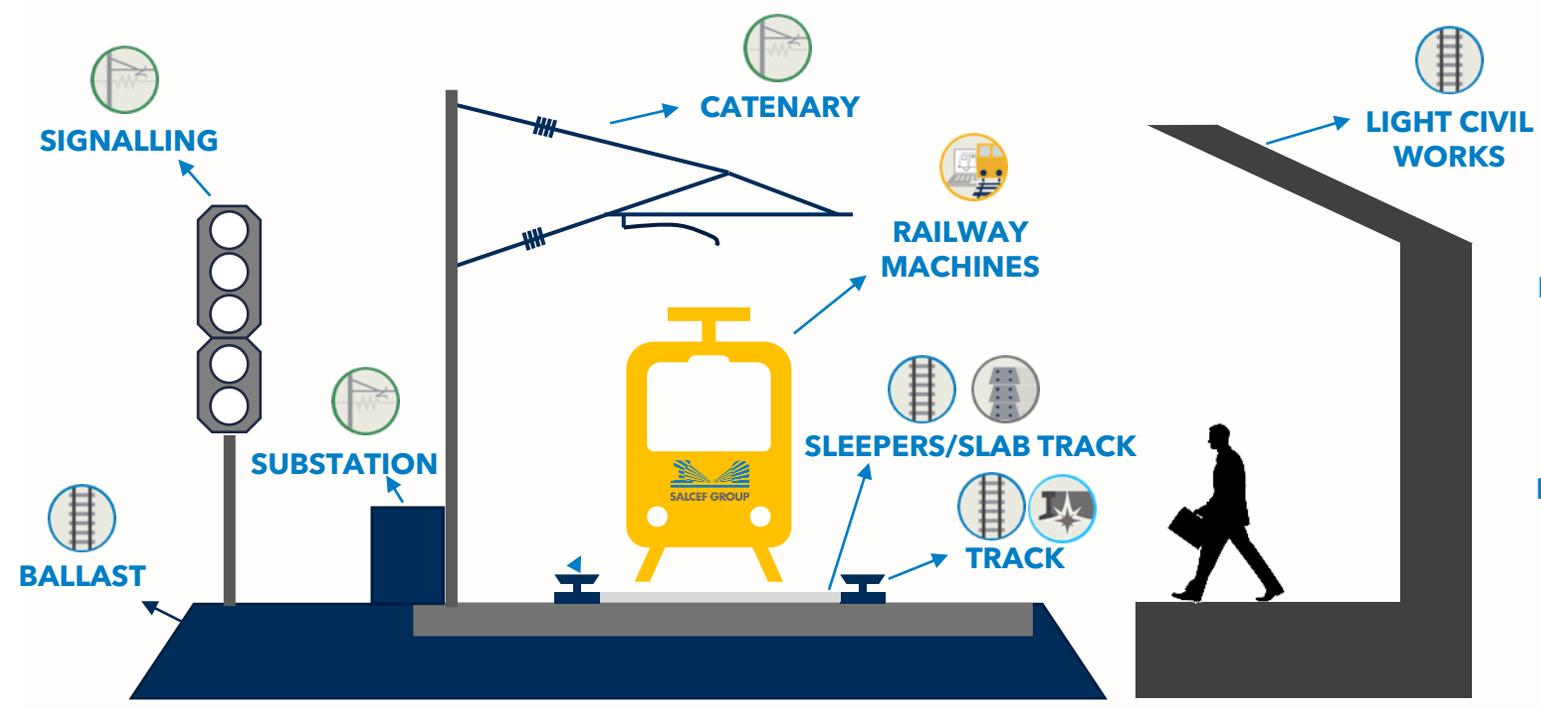 CATENARY
LIGHT CIVIL
WORKS
SIGNALLING
RAILWAY
MACHINES
SLEEPERS/SLAB TRACK
SUBSTATION
SALCEF GROUP
TRACK
BALLAST